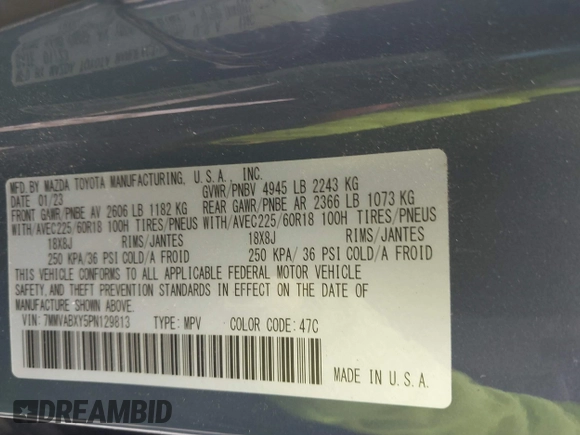 MFD. BY MAZDA TOYOTA MANUFACTURING, U.S.A., INC.
DATE 01/23 GVWR/PNBV 4945 LB 2243 KG
FRONT GAWR/PNBE AV 2606 LB 1182 KG REAR GAWR/PNBE AR 2366 LB 1073 KG
WITH/AVEC225/60R18 100H TIRES/PNEUS WITH/AVEC225/60R18 100H TIRES/PNEUS
18X8J RIMS/JANTES 18X8J RIMS/JANTES
250 KPA/36 PSI COLD/A FROID 250 KPA/ 36 PSI COLD/A FROID
THIS VEHICLE CONFORMS TO ALL APPLICABLE FEDERAL MOTOR VEHICLE
SAFETY, AND THEFT PREVENTION STANDARDS IN EFFECT ON THE DATE OF
MANUFACTURE SHOWN ABOVE.
VIN: 7MMVABXY5PN129813 TYPE: MPV COLOR CODE: 47C
MADE IN U.S.A.
DREAMBID